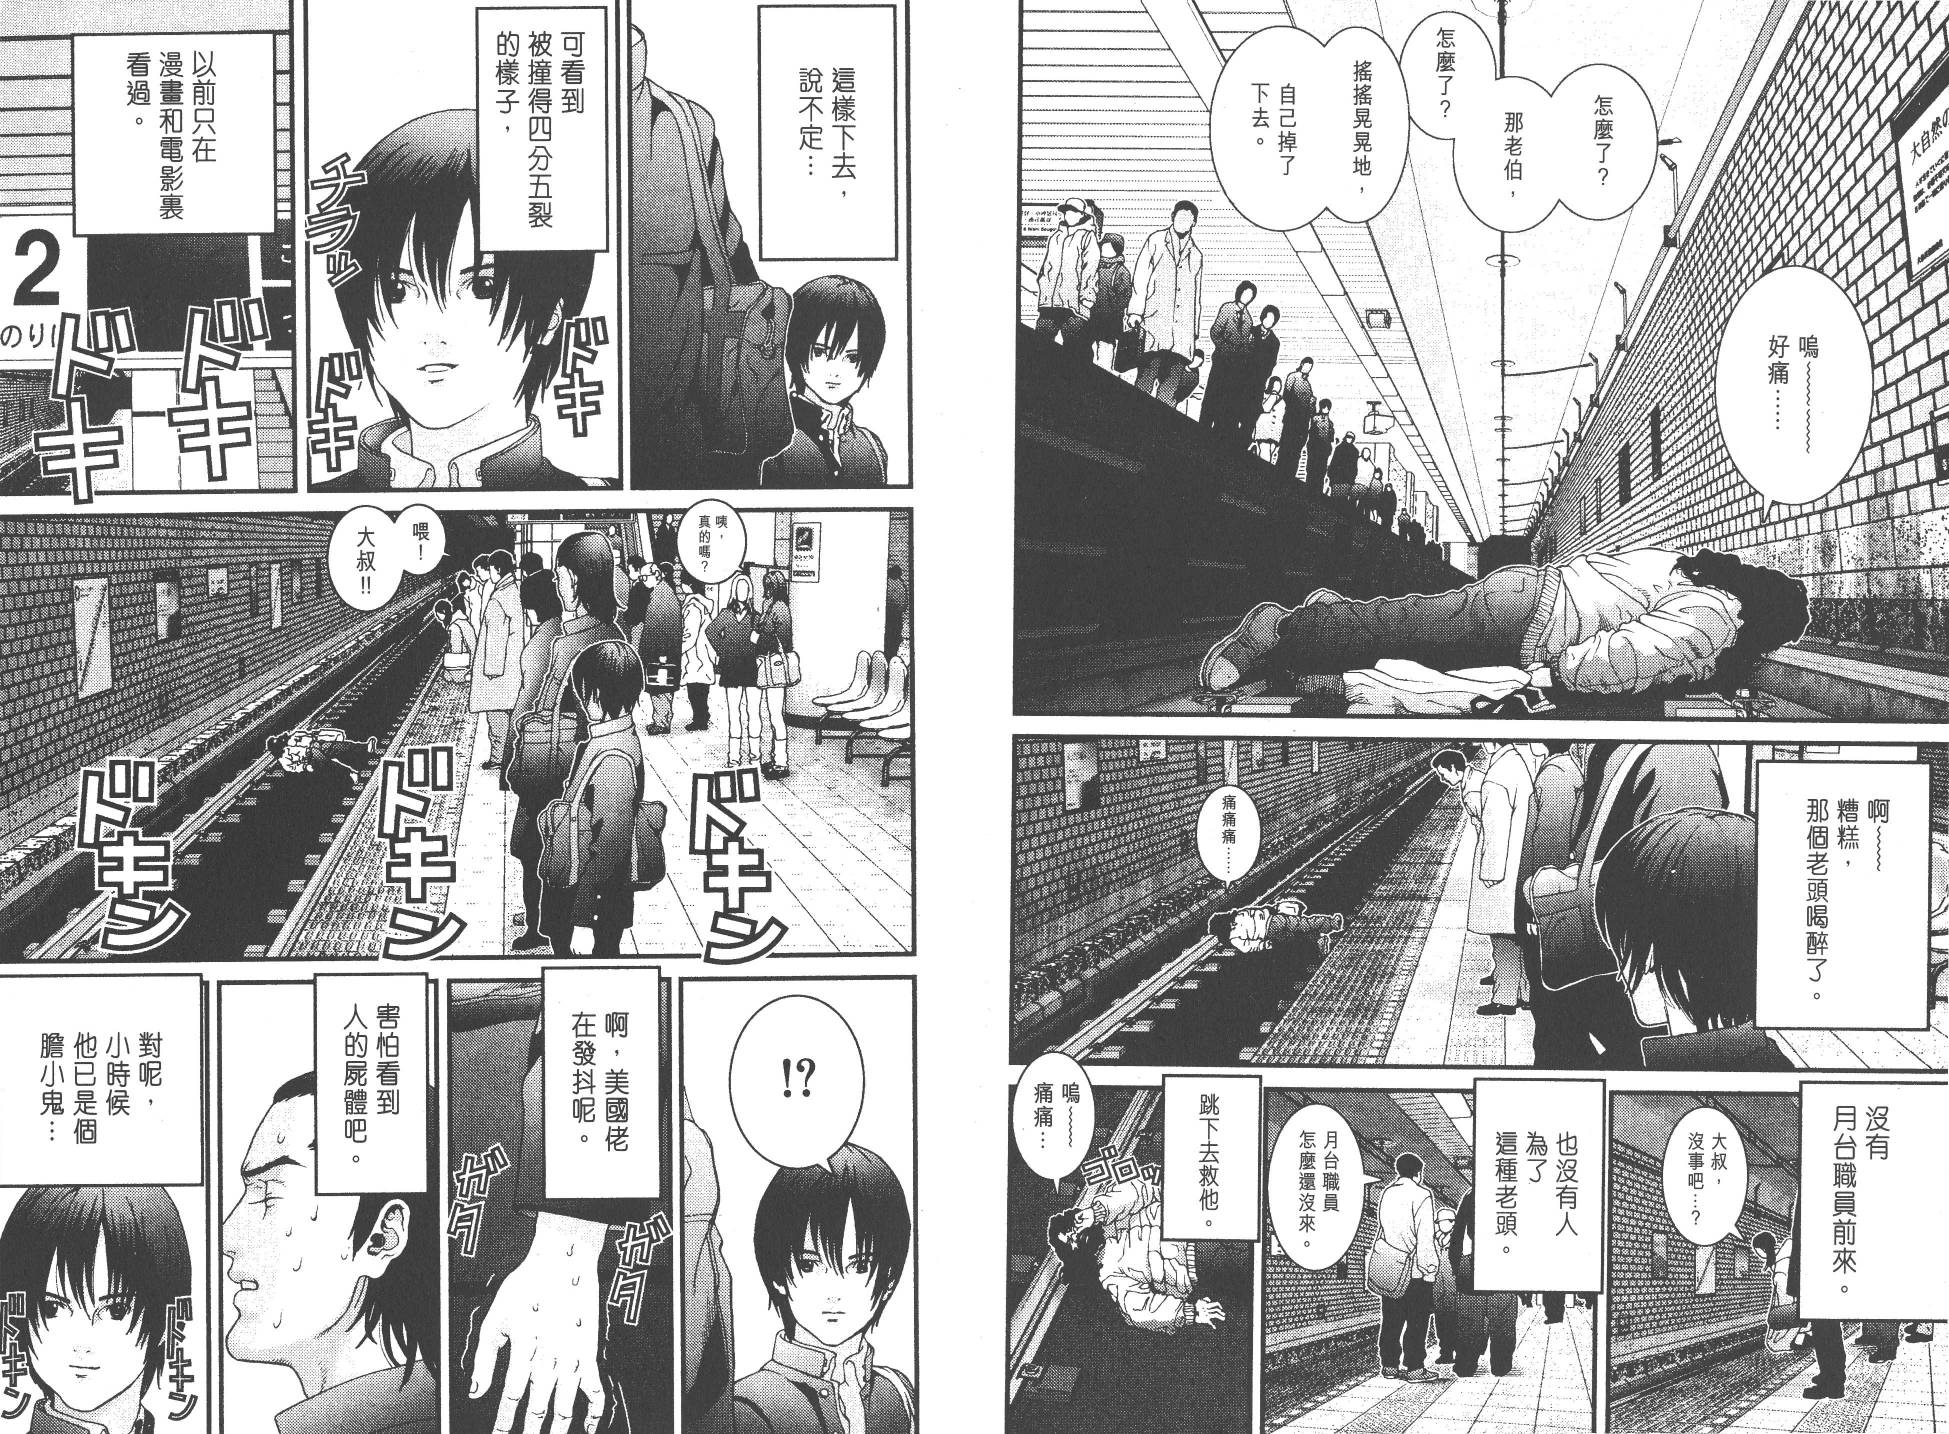 怎麼了？
那老伯，
怎麼了？
搖搖晃晃地，
自己掉了
下去。
大自然の
嗚~~~~~~~
好痛……
啊~~~~
糟糕，
那個老頭喝醉了。
痛痛痛……
沒有
月台職員前來。
大叔，
沒事吧…？
也沒有人
為了
這種老頭。
月台職員
怎麼還沒來。
跳下去救他。
嗚~~~~
痛痛…
ゴロッ
這樣下去，
說不定…
可看到
被撞得四分五裂
的樣子，
チラッ
ドキ
ドキ
以前只在
漫畫和電影裏
看過。
2
のりば
ドキ
ドキ
咦，
真的嗎？
喂！
大叔!!
ドキン
ドキン
ドキン
!?
啊，美國佬
在發抖呢。
ガタ
ガタ
害怕看到
人的屍體吧。
對呢，
小時候
他已是個
膽小鬼…
ドキン
ドキン